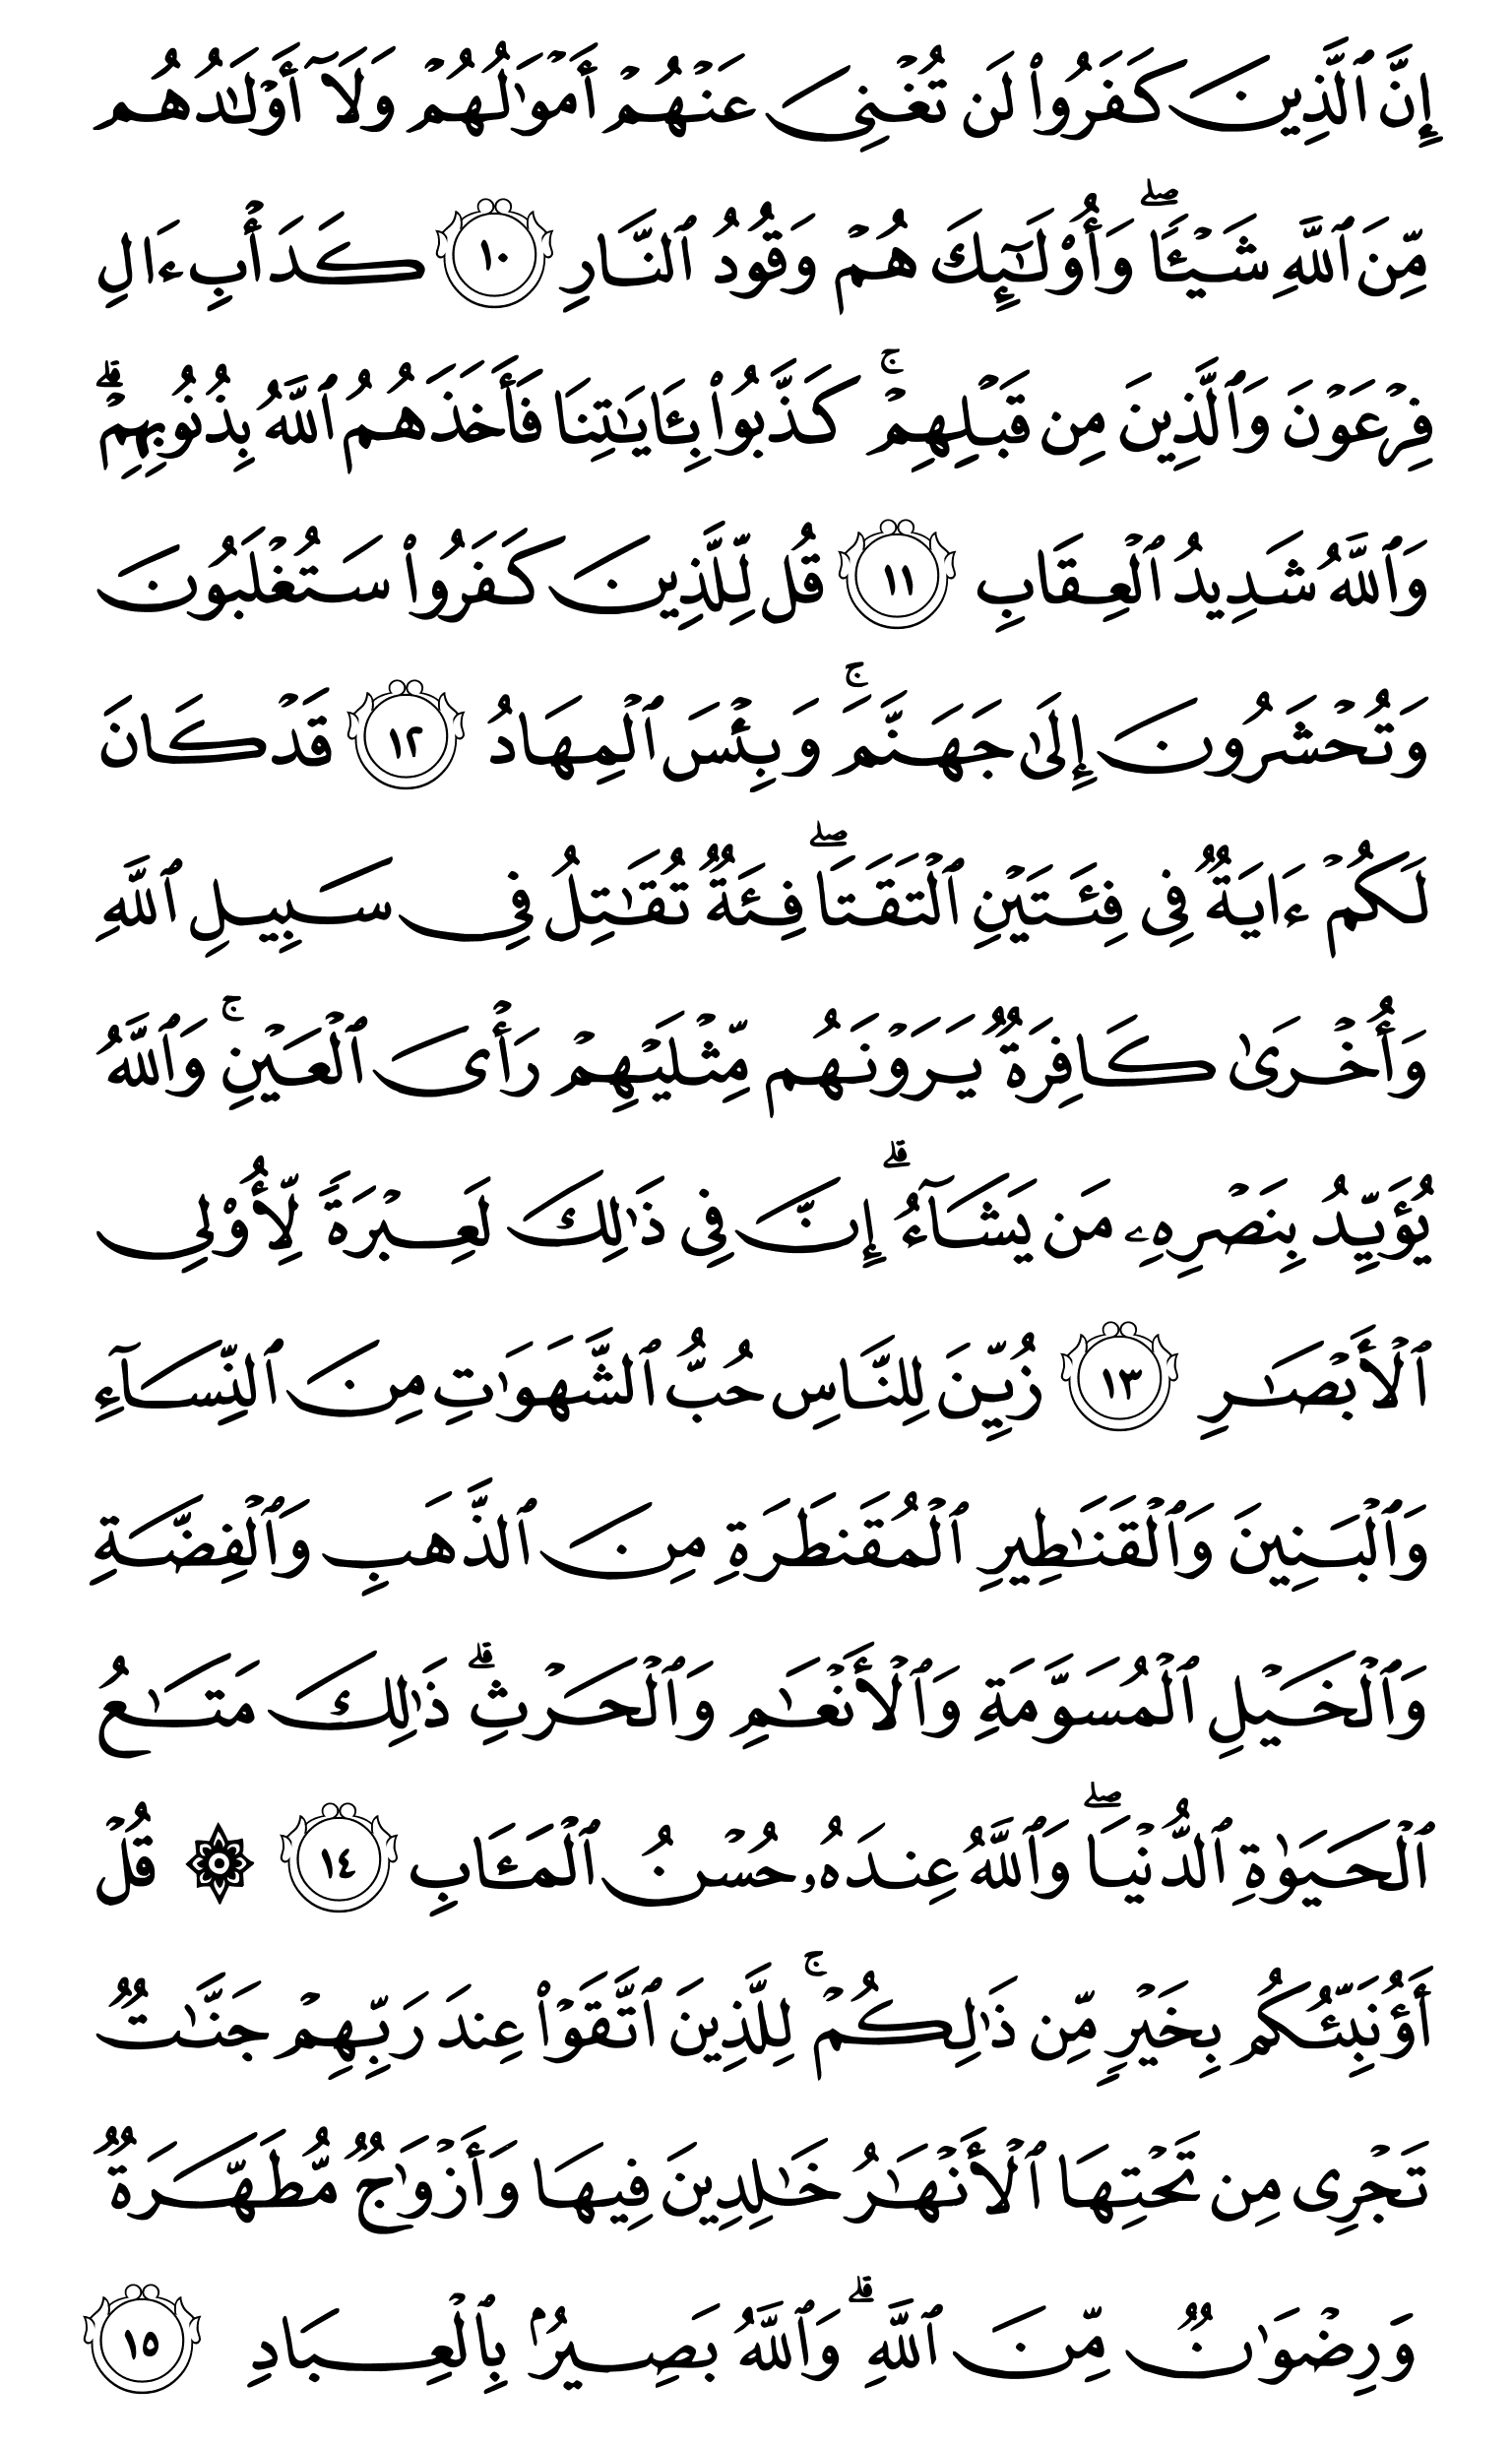 إِنَّ ٱلَّذِينَ كَفَرُوا۟ لَن تُغْنِىَ عَنْهُمْ أَمْوَٰلُهُمْ وَلَآ أَوْلَـٰدُهُم
مِّنَ ٱللَّهِ شَيْـًٔا ۖ وَأُو۟لَـٰٓئِكَ هُمْ وَقُودُ ٱلنَّارِ ١٠ كَدَأْبِ ءَالِ
فِرْعَوْنَ وَٱلَّذِينَ مِن قَبْلِهِمْ ۚ كَذَّبُوا۟ بِـَٔايَـٰتِنَا فَأَخَذَهُمُ ٱللَّهُ بِذُنُوبِهِمْ ۗ
وَٱللَّهُ شَدِيدُ ٱلْعِقَابِ ١١ قُل لِّلَّذِينَ كَفَرُوا۟ سَتُغْلَبُونَ
وَتُحْشَرُونَ إِلَىٰ جَهَنَّمَ ۚ وَبِئْسَ ٱلْمِهَادُ ١٢ قَدْ كَانَ
لَكُمْ ءَايَةٌ فِى فِئَتَيْنِ ٱلْتَقَتَا ۖ فِئَةٌ تُقَـٰتِلُ فِى سَبِيلِ ٱللَّهِ
وَأُخْرَىٰ كَافِرَةٌ يَرَوْنَهُم مِّثْلَيْهِمْ رَأْىَ ٱلْعَيْنِ ۚ وَٱللَّهُ
يُؤَيِّدُ بِنَصْرِهِۦ مَن يَشَآءُ ۗ إِنَّ فِى ذَٰلِكَ لَعِبْرَةً لِّأُو۟لِى
ٱلْأَبْصَـٰرِ ١٣ زُيِّنَ لِلنَّاسِ حُبُّ ٱلشَّهَوَٰتِ مِنَ ٱلنِّسَآءِ
وَٱلْبَنِينَ وَٱلْقَنَـٰطِيرِ ٱلْمُقَنطَرَةِ مِنَ ٱلذَّهَبِ وَٱلْفِضَّةِ
وَٱلْخَيْلِ ٱلْمُسَوَّمَةِ وَٱلْأَنْعَـٰمِ وَٱلْحَرْثِ ۗ ذَٰلِكَ مَتَـٰعُ
ٱلْحَيَوٰةِ ٱلدُّنْيَا ۖ وَٱللَّهُ عِندَهُۥ حُسْنُ ٱلْمَـَٔابِ ١٤ ۞ قُلْ
أَؤُنَبِّئُكُم بِخَيْرٍ مِّن ذَٰلِكُمْ ۚ لِلَّذِينَ ٱتَّقَوْا۟ عِندَ رَبِّهِمْ جَنَّـٰتٌ
تَجْرِى مِن تَحْتِهَا ٱلْأَنْهَـٰرُ خَـٰلِدِينَ فِيهَا وَأَزْوَٰجٌ مُّطَهَّرَةٌ
وَرِضْوَٰنٌ مِّنَ ٱللَّهِ ۗ وَٱللَّهُ بَصِيرٌۢ بِٱلْعِبَادِ ١٥